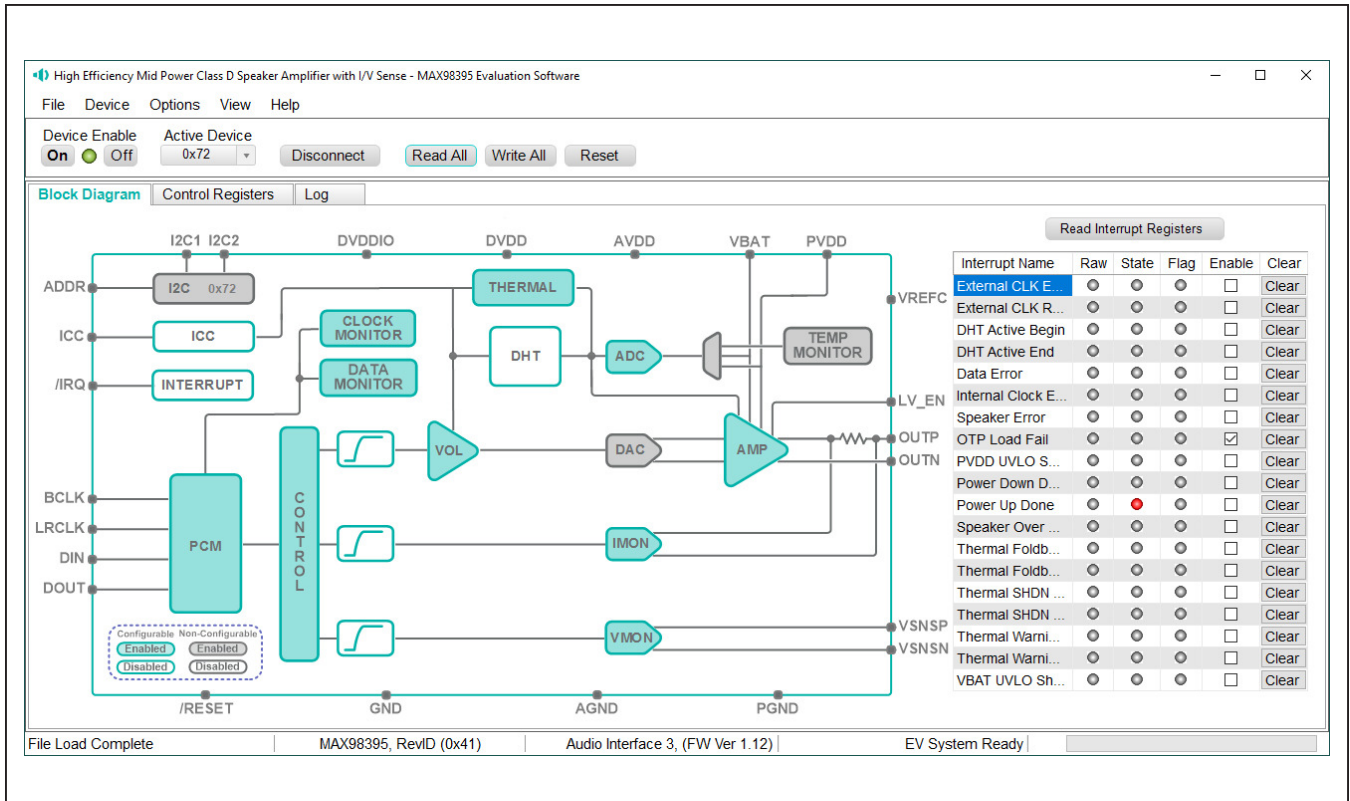 High Efficiency Mid Power Class D Speaker Amplifier with I/V Sense - MAX98395 Evaluation Software
File Device Options View Help
Device Enable Active Device
On Off 0x72 Disconnect Read All Write All Reset
Block Diagram Control Registers Log
Read Interrupt Registers
I2C1 I2C2 DVDDIO DVDD AVDD VBAT PVDD
ADDR I2C 0x72 THERMAL VREFC
ICC ICC CLOCK MONITOR DHT ADC TEMP MONITOR
/IRQ INTERRUPT DATA MONITOR
LV_EN
VOL DAC AMP OUTP
OUTN
BCLK
LRCLK
DIN
DOUT
PCM CONTROL IMON
VMON VSNSP
VSNSN
Configurable Non-Configurable
Enabled Enabled
Disabled Disabled
/RESET GND AGND PGND
Interrupt Name Raw State Flag Enable Clear
External CLK E... Clear
External CLK R... Clear
DHT Active Begin Clear
DHT Active End Clear
Data Error Clear
Internal Clock E... Clear
Speaker Error Clear
OTP Load Fail Clear
PVDD UVLO S... Clear
Power Down D... Clear
Power Up Done Clear
Speaker Over ... Clear
Thermal Foldb... Clear
Thermal Foldb... Clear
Thermal SHDN ... Clear
Thermal SHDN ... Clear
Thermal Warni... Clear
Thermal Warni... Clear
VBAT UVLO Sh... Clear
File Load Complete MAX98395, RevID (0x41) Audio Interface 3, (FW Ver 1.12) EV System Ready